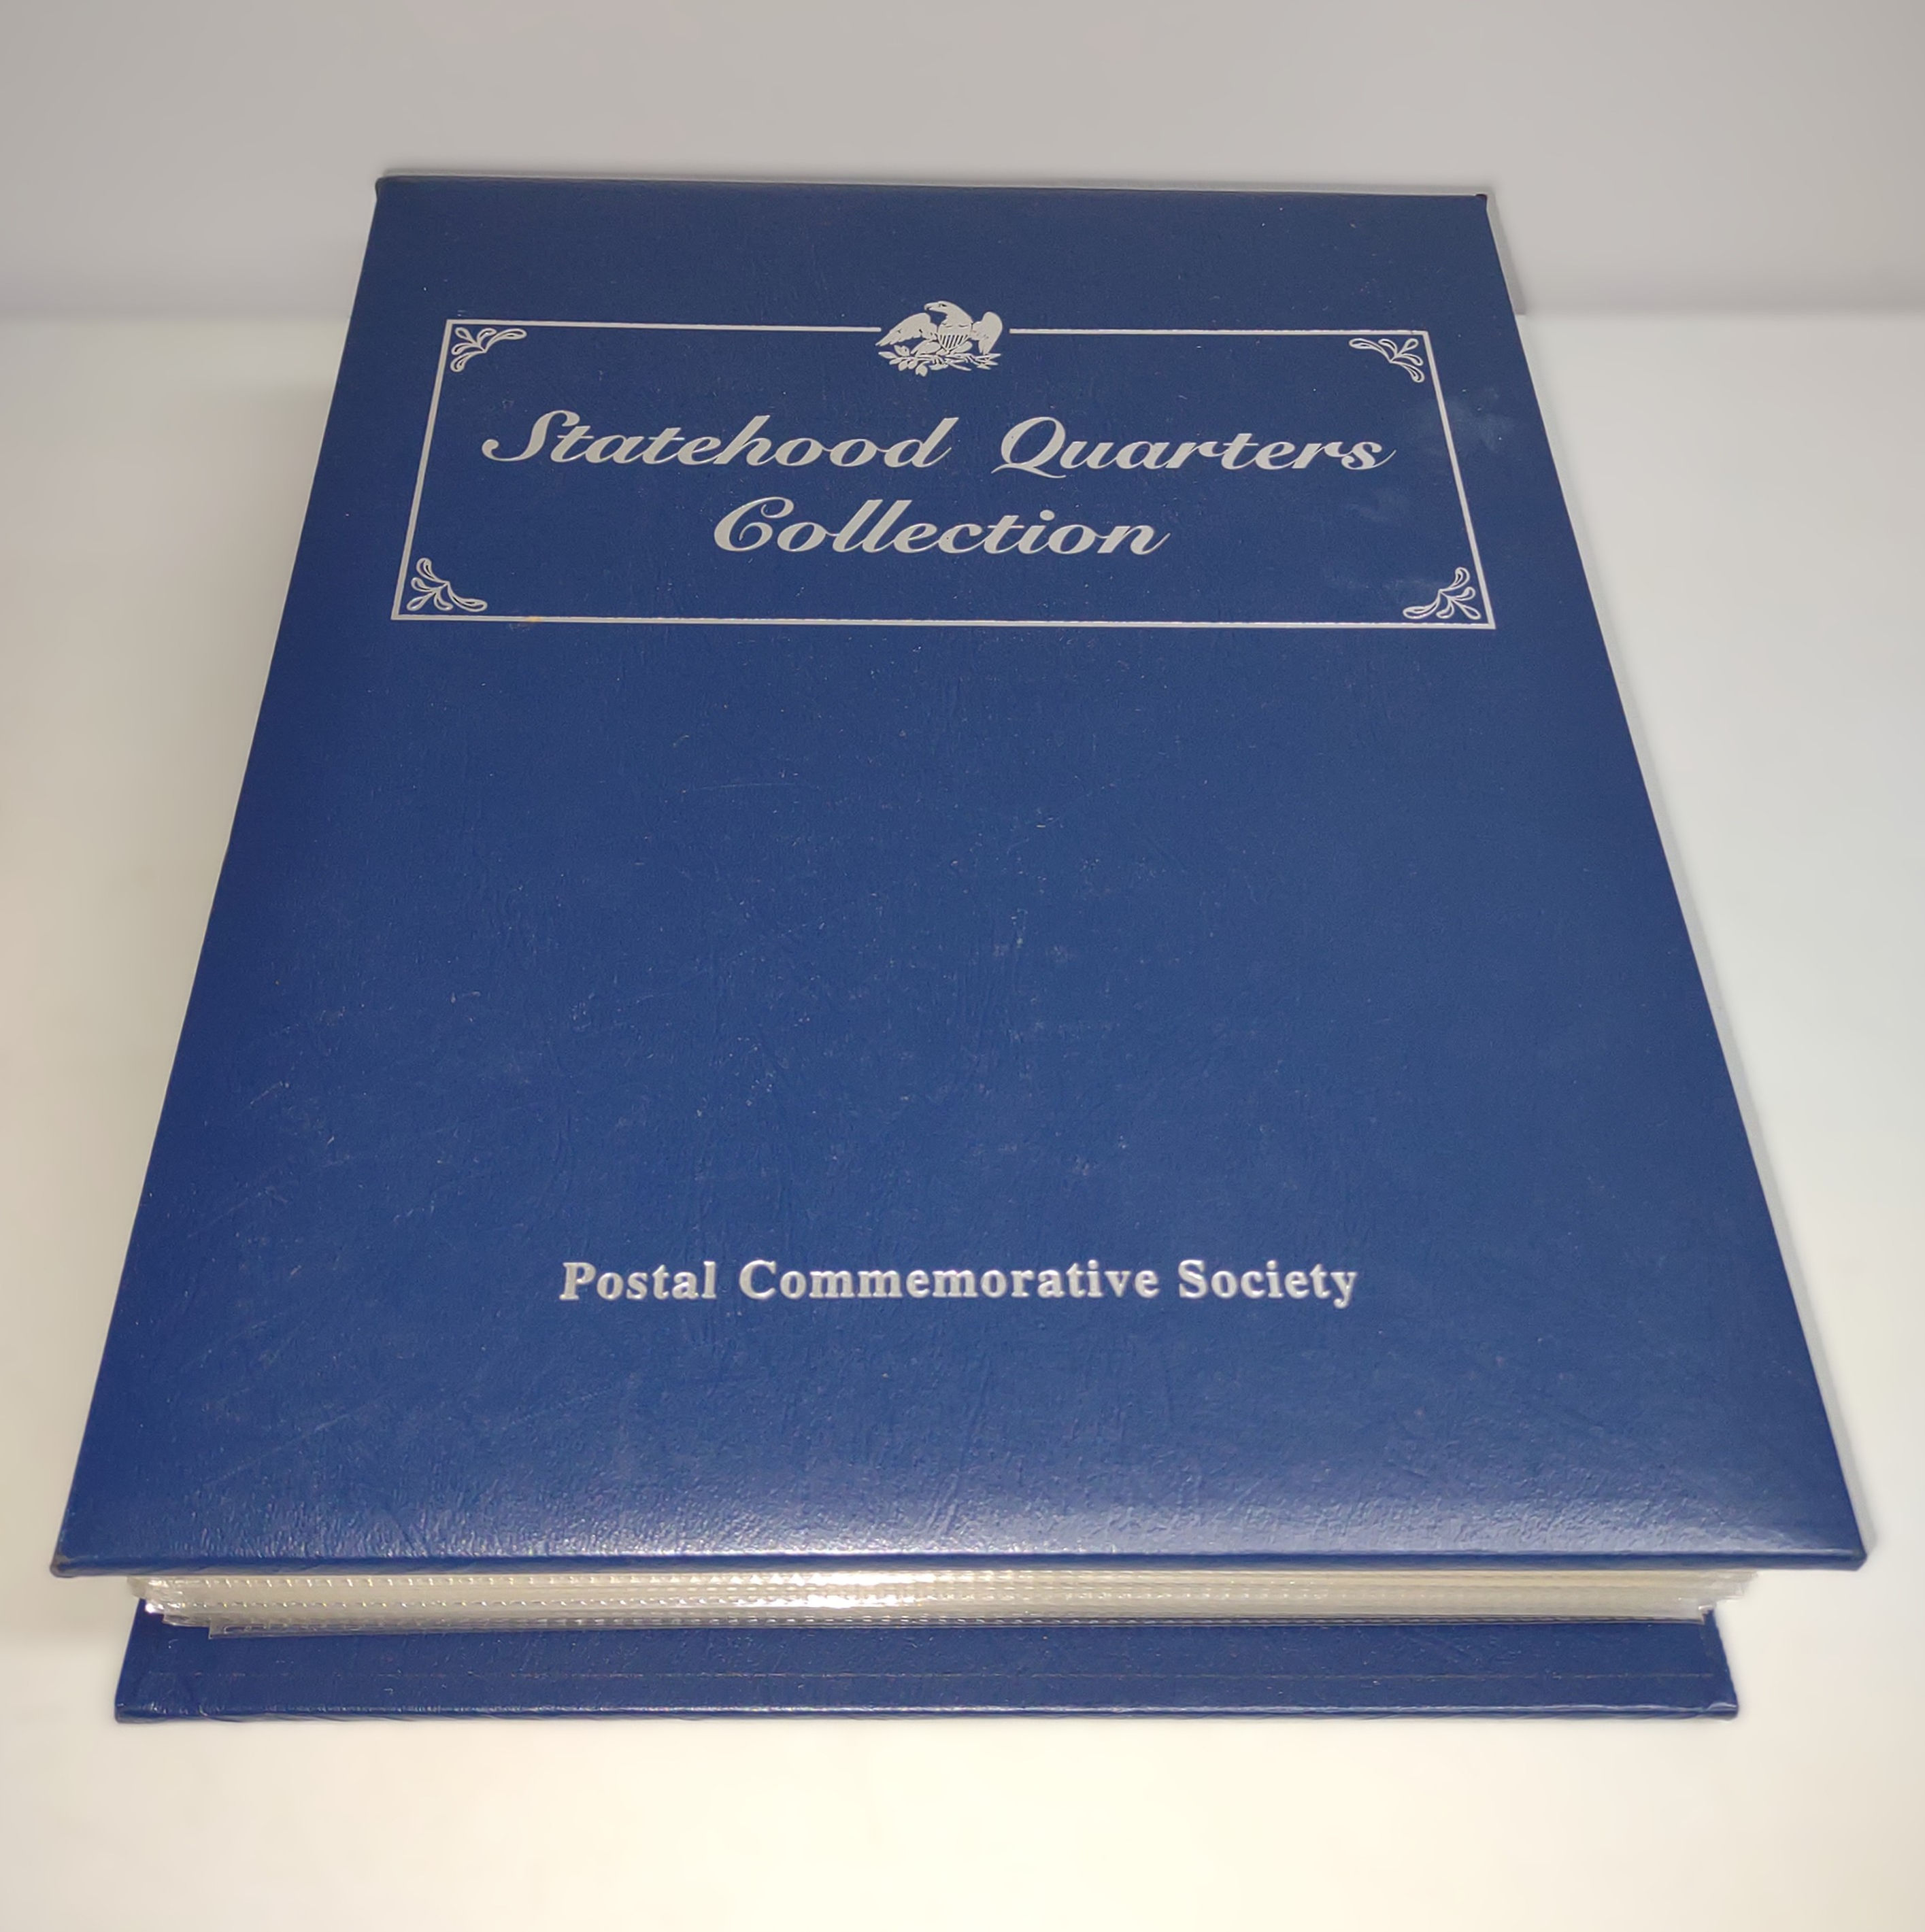 Statehood Quarters
Collection
Postal Commemorative Society